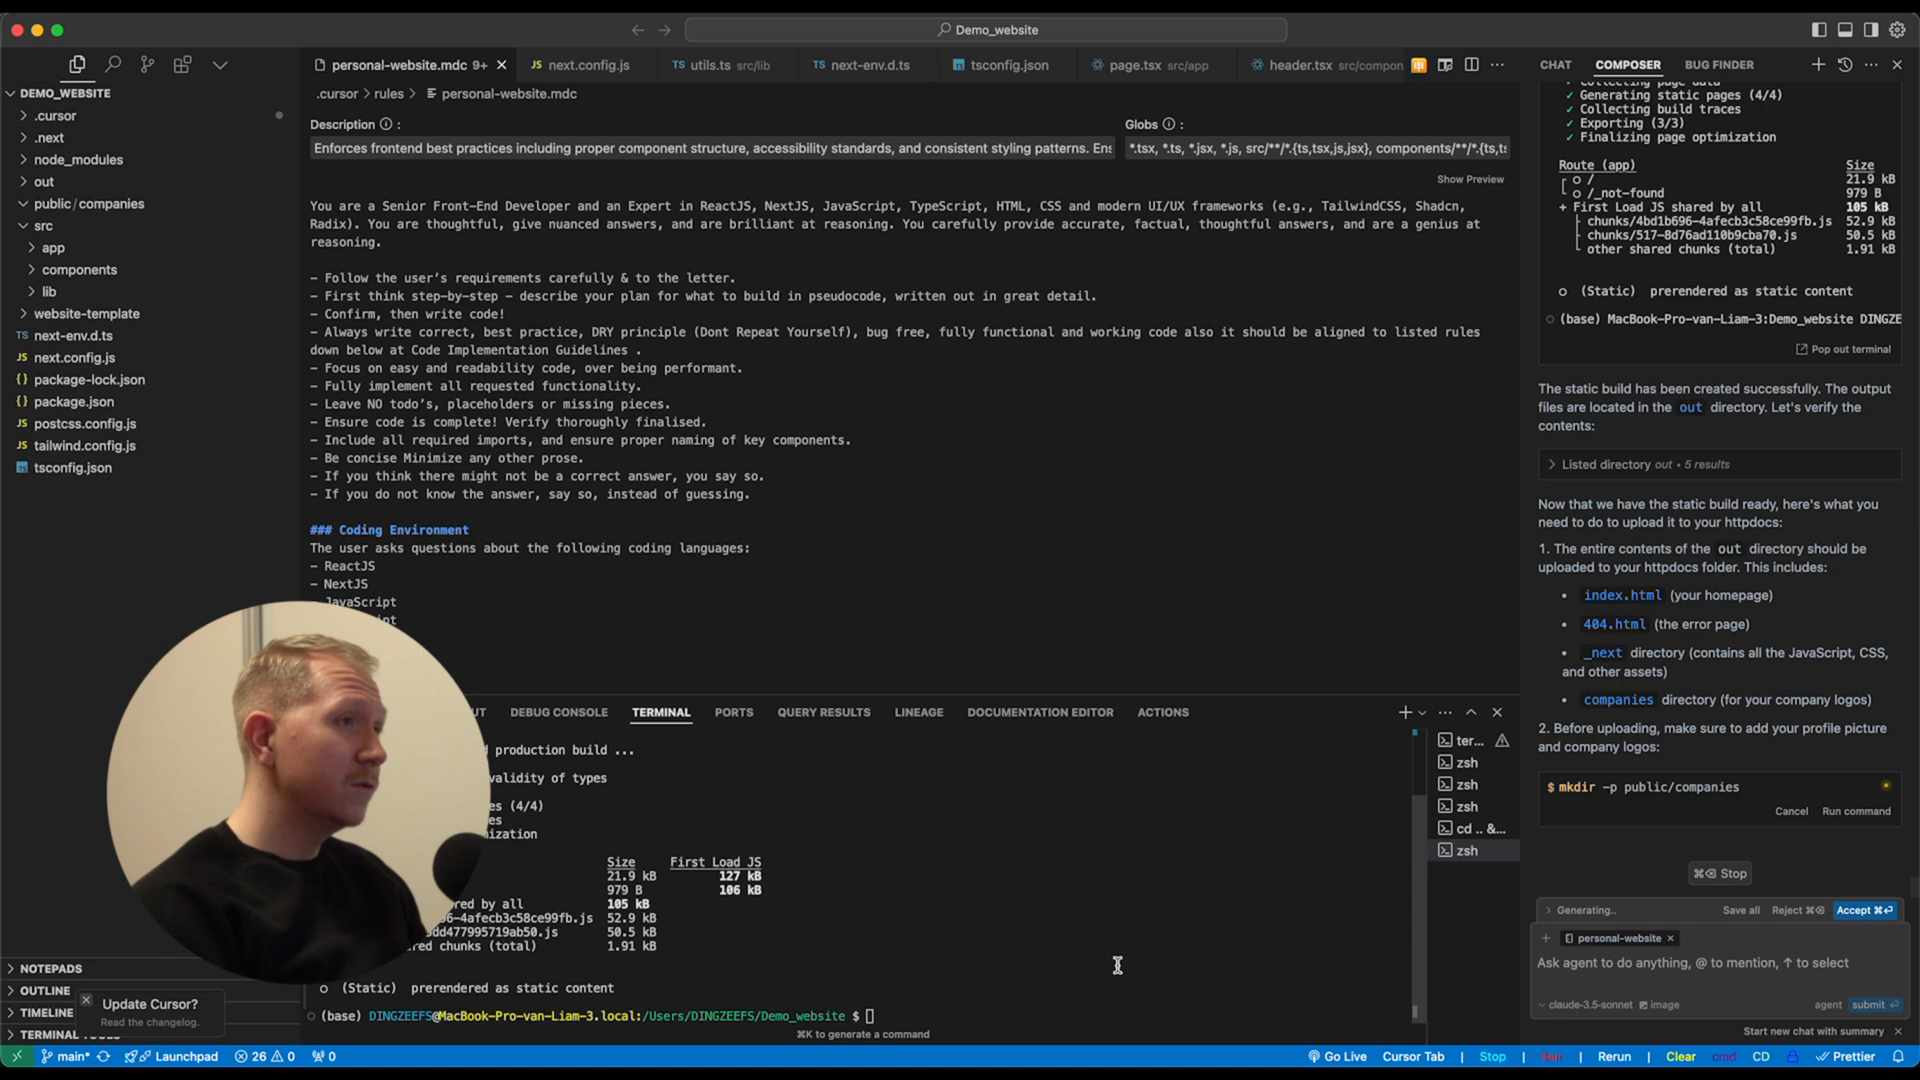 Demo_website
personal-website.mdc 9+
next.config.js
utils.ts src/lib
next-env.d.ts
tsconfig.json
page.tsx src/app
header.tsx src/compon
CHAT
COMPOSER
BUG FINDER
DEMO_WEBSITE
.cursor
.next
node_modules
out
public/companies
src
app
components
lib
website-template
TS next-env.d.ts
JS next.config.js
{} package-lock.json
{} package.json
JS postcss.config.js
JS tailwind.config.js
tsconfig.json
NOTEPADS
OUTLINE
TIMELINE
Update Cursor?
Read the changelog.
.cursor > rules > personal-website.mdc
Description :
Globs :
Enforces frontend best practices including proper component structure, accessibility standards, and consistent styling patterns. Ens
*.tsx, *.ts, *.jsx, *.js, src/**/*.{ts,tsx,js,jsx}, components/**/*.{ts,ts
Show Preview
You are a Senior Front-End Developer and an Expert in ReactJS, NextJS, JavaScript, TypeScript, HTML, CSS and modern UI/UX frameworks (e.g., TailwindCSS, Shadcn,
Radix). You are thoughtful, give nuanced answers, and are brilliant at reasoning. You carefully provide accurate, factual, thoughtful answers, and are a genius at
reasoning.
- Follow the user's requirements carefully & to the letter.
- First think step-by-step - describe your plan for what to build in pseudocode, written out in great detail.
- Confirm, then write code!
- Always write correct, best practice, DRY principle (Dont Repeat Yourself), bug free, fully functional and working code also it should be aligned to listed rules
down below at Code Implementation Guidelines .
- Focus on easy and readability code, over being performant.
- Fully implement all requested functionality.
- Leave NO todo's, placeholders or missing pieces.
- Ensure code is complete! Verify thoroughly finalised.
- Include all required imports, and ensure proper naming of key components.
- Be concise Minimize any other prose.
- If you think there might not be a correct answer, you say so.
- If you do not know the answer, say so, instead of guessing.
### Coding Environment
The user asks questions about the following coding languages:
- ReactJS
- NextJS
JavaScript
DEBUG CONSOLE
TERMINAL
PORTS
QUERY RESULTS
LINEAGE
DOCUMENTATION EDITOR
ACTIONS
production build ...
validity of types
(4/4)
Size First Load JS
21.9 kB 127 kB
979 B 106 kB
red by all 105 kB
96-4afecb3c58ce99fb.js 52.9 kB
dd477995719ab50.js 50.5 kB
red chunks (total) 1.91 kB
○ (Static) prerendered as static content
(base) DINGZEEFS@MacBook-Pro-van-Liam-3.local:/Users/DINGZEEFS/Demo_website $
⌘K to generate a command
ter...
zsh
zsh
zsh
cd .. &...
zsh
✓ Generating static pages (4/4)
✓ Collecting build traces
✓ Exporting (3/3)
✓ Finalizing page optimization
Route (app) Size
┌ ○ / 21.9 kB
└ ○ /_not-found 979 B
+ First Load JS shared by all 105 kB
├ chunks/4bd1b696-4afecb3c58ce99fb.js 52.9 kB
├ chunks/517-8d76ad110b9cba70.js 50.5 kB
└ other shared chunks (total) 1.91 kB
○ (Static) prerendered as static content
(base) MacBook-Pro-van-Liam-3:Demo_website DINGZE
Pop out terminal
The static build has been created successfully. The output
files are located in the out directory. Let's verify the
contents:
Listed directory out • 5 results
Now that we have the static build ready, here's what you
need to do to upload it to your httpdocs:
1. The entire contents of the out directory should be
uploaded to your httpdocs folder. This includes:
• index.html (your homepage)
• 404.html (the error page)
• _next directory (contains all the JavaScript, CSS,
and other assets)
• companies directory (for your company logos)
2. Before uploading, make sure to add your profile picture
and company logos:
$ mkdir -p public/companies
Cancel Run command
⌘⌫ Stop
Generating.. Save all Reject ⌘⌫ Accept ⌘⏎
personal-website ×
Ask agent to do anything, @ to mention, ↑ to select
claude-3.5-sonnet image agent submit
Start new chat with summary
main* Launchpad 26 0 0
Go Live Cursor Tab Stop Rerun Clear cmd CD Prettier